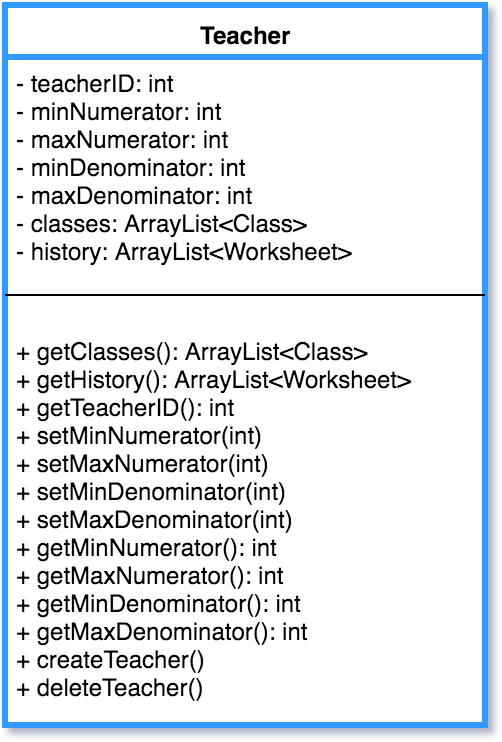 Teacher
- teacherID: int
- minNumerator: int
- maxNumerator: int
- minDenominator: int
- maxDenominator: int
- classes: ArrayList<Class>
- history: ArrayList<Worksheet>
+ getClasses(): ArrayList<Class>
+ getHistory(): ArrayList<Worksheet>
+ getTeacherID(): int
+ setMinNumerator(int)
+ setMaxNumerator(int)
+ setMinDenominator(int)
+ setMaxDenominator(int)
+ getMinNumerator(): int
+ getMaxNumerator(): int
+ getMinDenominator(): int
+ getMaxDenominator(): int
+ createTeacher()
+ deleteTeacher()